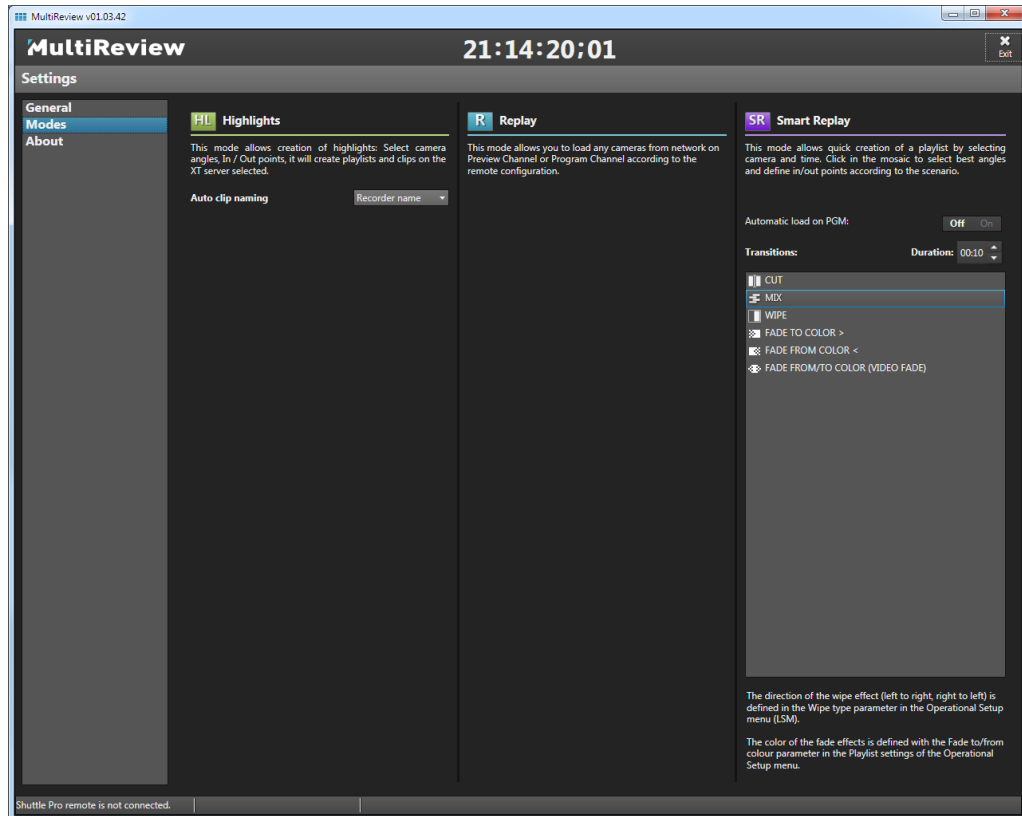 MultiReview v01.03.42
MultiReview
21:14:20;01
Exit
Settings
General
Modes
About
HL Highlights
This mode allows creation of highlights: Select camera
angles, In / Out points, it will create playlists and clips on the
XT server selected.
Auto clip naming
Recorder name
R Replay
This mode allows you to load any cameras from network on
Preview Channel or Program Channel according to the
remote configuration.
SR Smart Replay
This mode allows quick creation of a playlist by selecting
camera and time. Click in the mosaic to select best angles
and define in/out points according to the scenario.
Automatic load on PGM:
Off On
Transitions:
Duration: 00:10
CUT
MIX
WIPE
FADE TO COLOR >
FADE FROM COLOR <
FADE FROM/TO COLOR (VIDEO FADE)
The direction of the wipe effect (left to right, right to left) is
defined in the Wipe type parameter in the Operational Setup
menu (LSM).
The color of the fade effects is defined with the Fade to/from
colour parameter in the Playlist settings of the Operational
Setup menu.
Shuttle Pro remote is not connected.